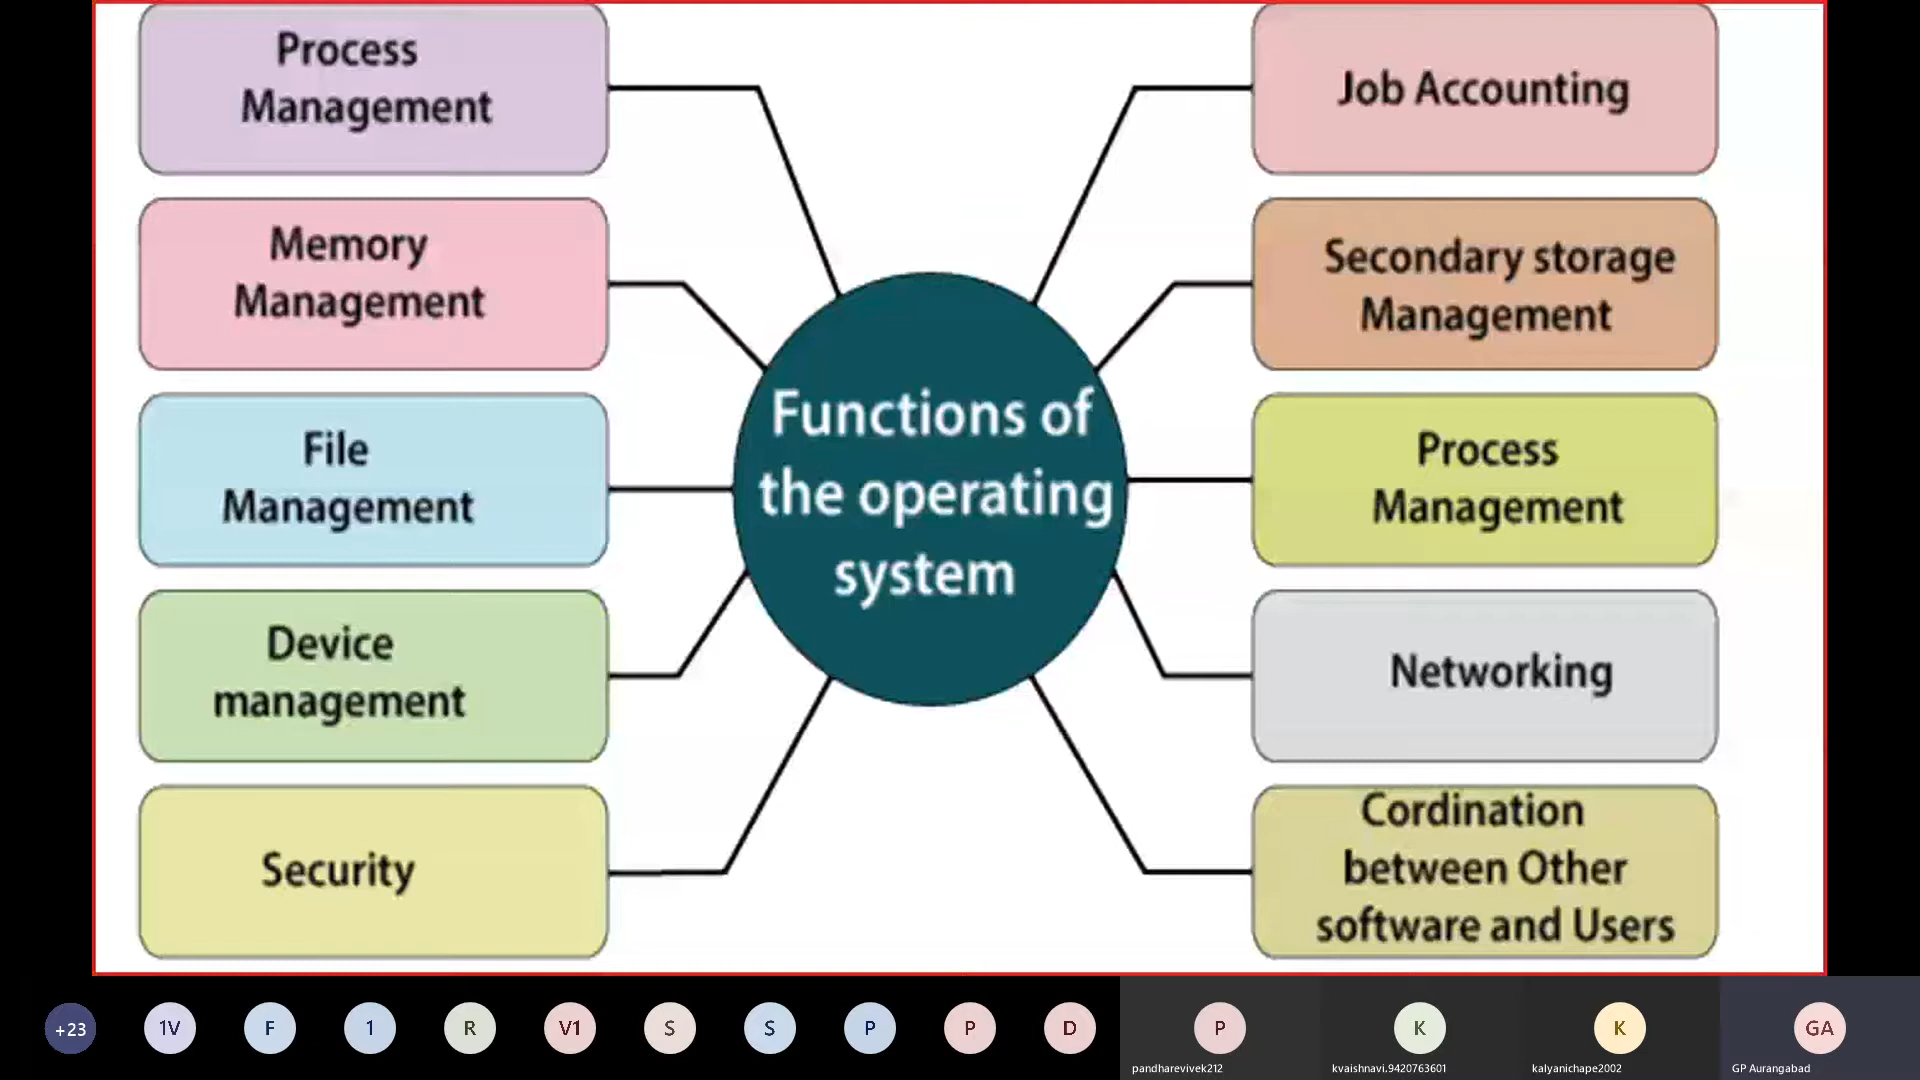 Process
Management
Memory
Management
File
Management
Device
management
Security
Functions of
the operating
system
Job Accounting
Secondary storage
Management
Process
Management
Networking
Cordination
between Other
software and Users
+23
1V
F
1
R
V1
S
S
P
P
D
P
pandharevivek212
K
kvaishnavi.9420763601
K
kalyanichape2002
GA
GP Aurangabad